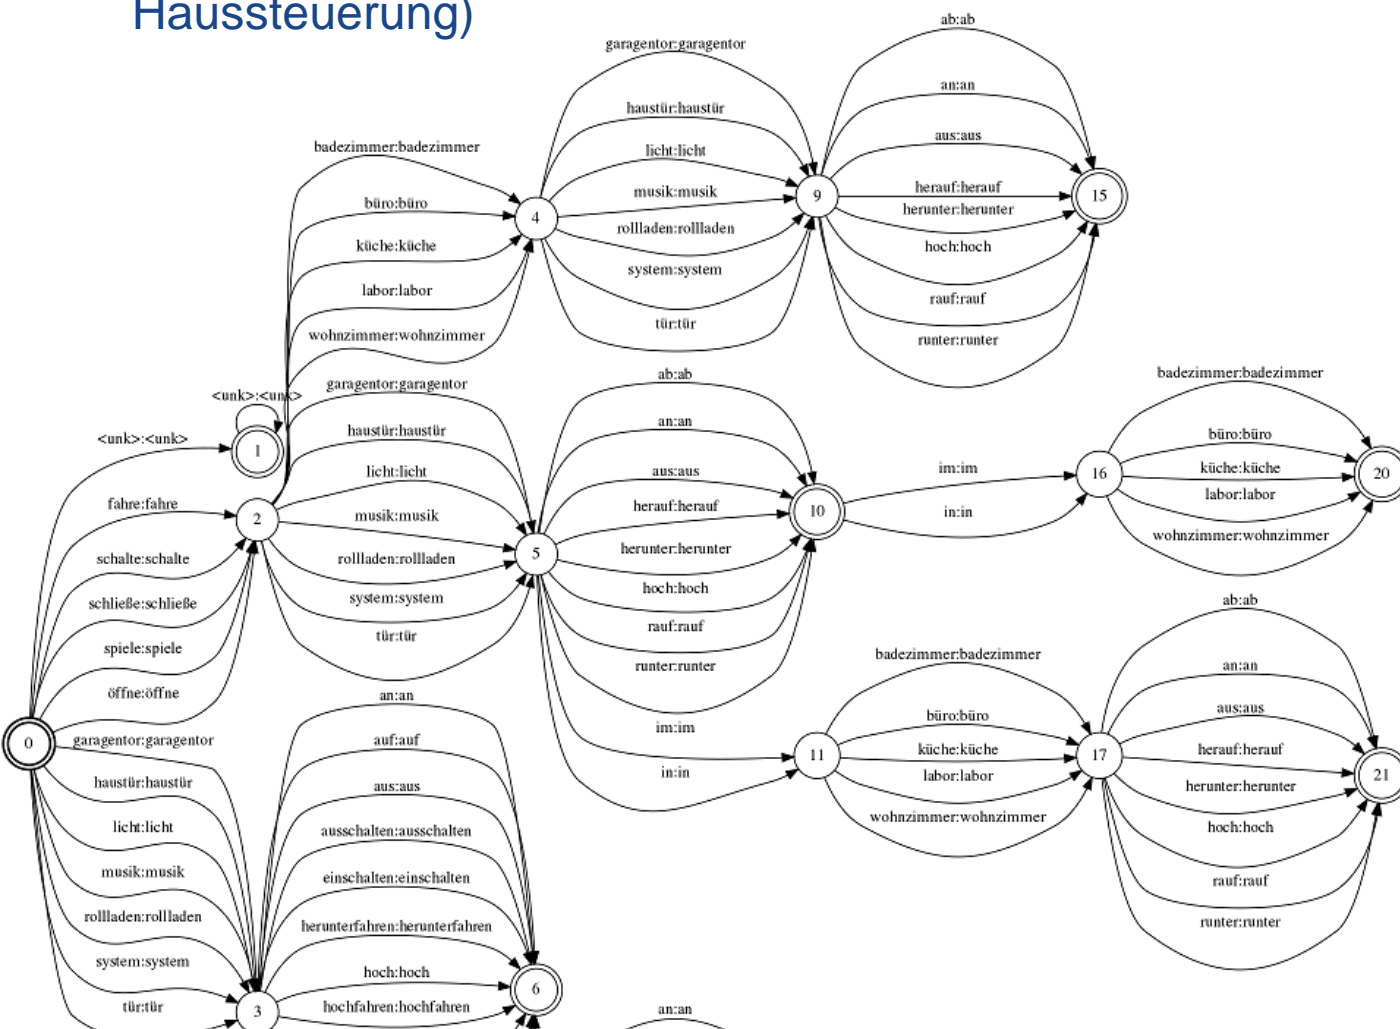 Haussteuerung)
ab:ab
an:an
aus:aus
herauf:herauf
herunter:herunter
hoch:hoch
rauf:rauf
runter:runter
garagentor:garagentor
haustür:haustür
licht:licht
musik:musik
rollladen:rollladen
system:system
tür:tür
9
15
badezimmer:badezimmer
büro:büro
küche:küche
labor:labor
wohnzimmer:wohnzimmer
4
<unk>:<unk>
<unk>:<unk>
1
garagentor:garagentor
haustür:haustür
licht:licht
musik:musik
rollladen:rollladen
system:system
tür:tür
2
5
ab:ab
an:an
aus:aus
herauf:herauf
herunter:herunter
hoch:hoch
rauf:rauf
runter:runter
10
im:im
in:in
16
badezimmer:badezimmer
büro:büro
küche:küche
labor:labor
wohnzimmer:wohnzimmer
20
fahre:fahre
schalte:schalte
schließe:schließe
spiele:spiele
öffne:öffne
im:im
in:in
11
badezimmer:badezimmer
büro:büro
küche:küche
labor:labor
wohnzimmer:wohnzimmer
17
ab:ab
an:an
aus:aus
herauf:herauf
herunter:herunter
hoch:hoch
rauf:rauf
runter:runter
21
0
garagentor:garagentor
haustür:haustür
licht:licht
musik:musik
rollladen:rollladen
system:system
tür:tür
3
an:an
auf:auf
aus:aus
ausschalten:ausschalten
einschalten:einschalten
herunterfahren:herunterfahren
hoch:hoch
hochfahren:hochfahren
6
an:an